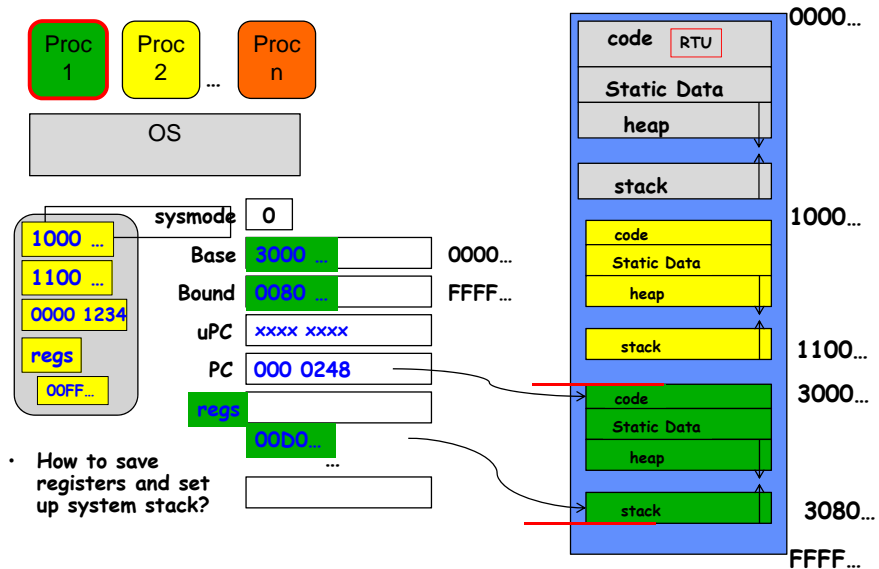 Proc 1
Proc 2
...
Proc n
OS
sysmode 0
1000 ...
1100 ...
0000 1234
regs
00FF...
Base 3000 ... 0000...
Bound 0080 ... FFFF...
uPC xxxx xxxx
PC 000 0248
regs
00D0...
...
• How to save
registers and set
up system stack?
code RTU
Static Data
heap
stack
code
Static Data
heap
stack
code
Static Data
heap
stack
0000...
1000...
1100...
3000...
3080...
FFFF...